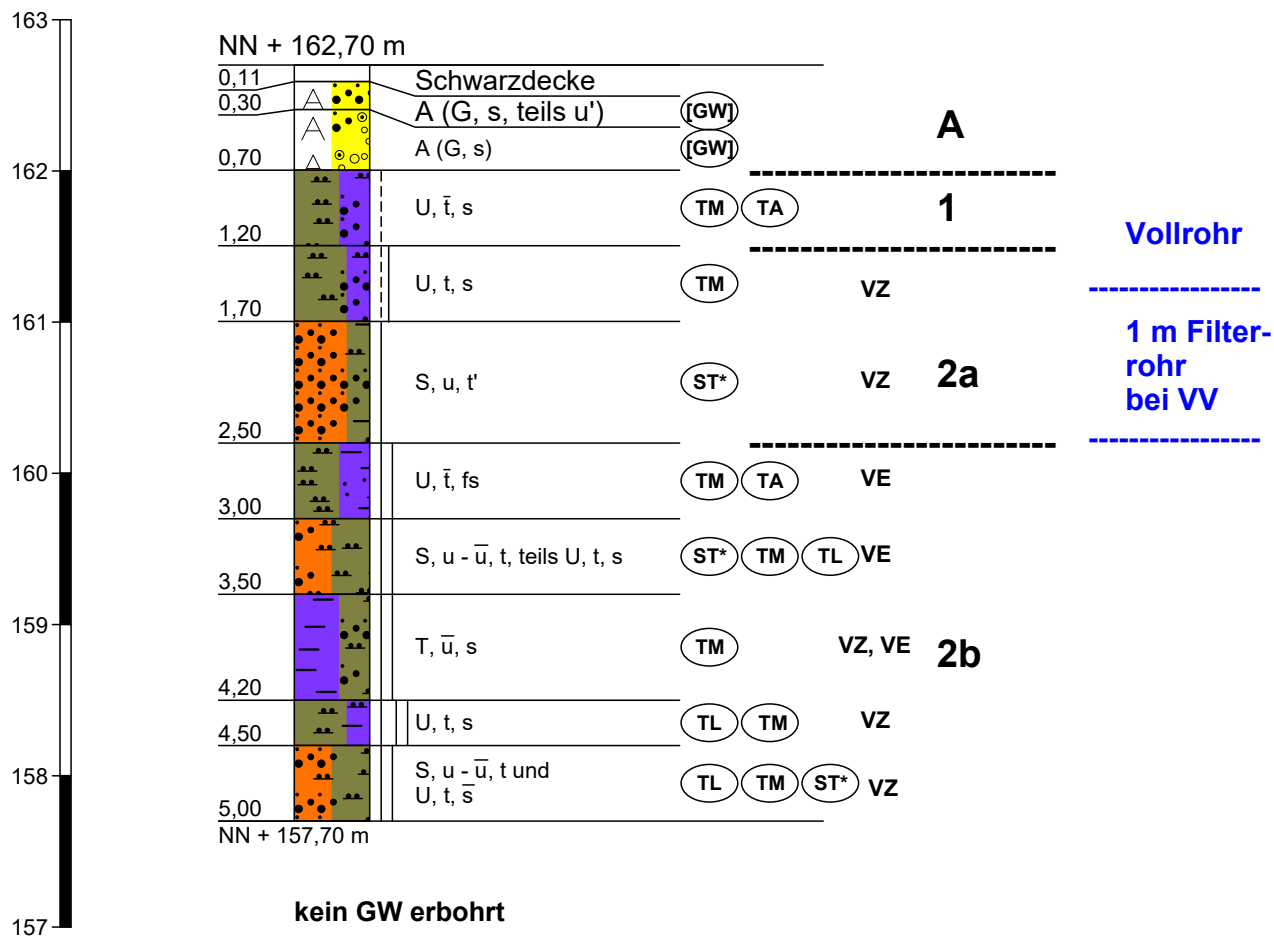 163
NN + 162,70 m
0,11 Schwarzdecke
0,30 A A (G, s, teils u') [GW]
A
0,70 A A A (G, s) [GW]
162
U, t̄, s TM TA 1
1,20
Vollrohr
U, t, s TM VZ
1,70
161
1 m Filter-
rohr
bei VV
S, u, t' ST* VZ 2a
2,50
160
U, t̄, fs TM TA VE
3,00
S, u - ū, t, teils U, t, s ST* TM TL VE
3,50
159
T, ū, s TM VZ, VE 2b
4,20
U, t, s TL TM VZ
4,50
158
S, u - ū, t und
U, t, s̄ TL TM ST* VZ
5,00
NN + 157,70 m
kein GW erbohrt
157